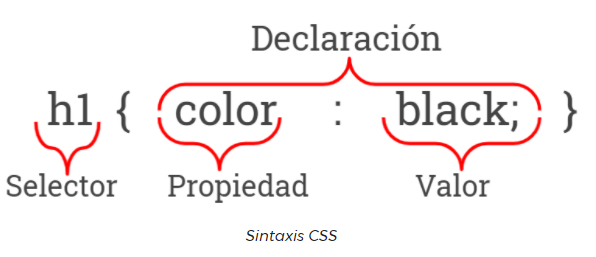 Declaración
h1 { color : black; }
Selector Propiedad Valor
Sintaxis CSS